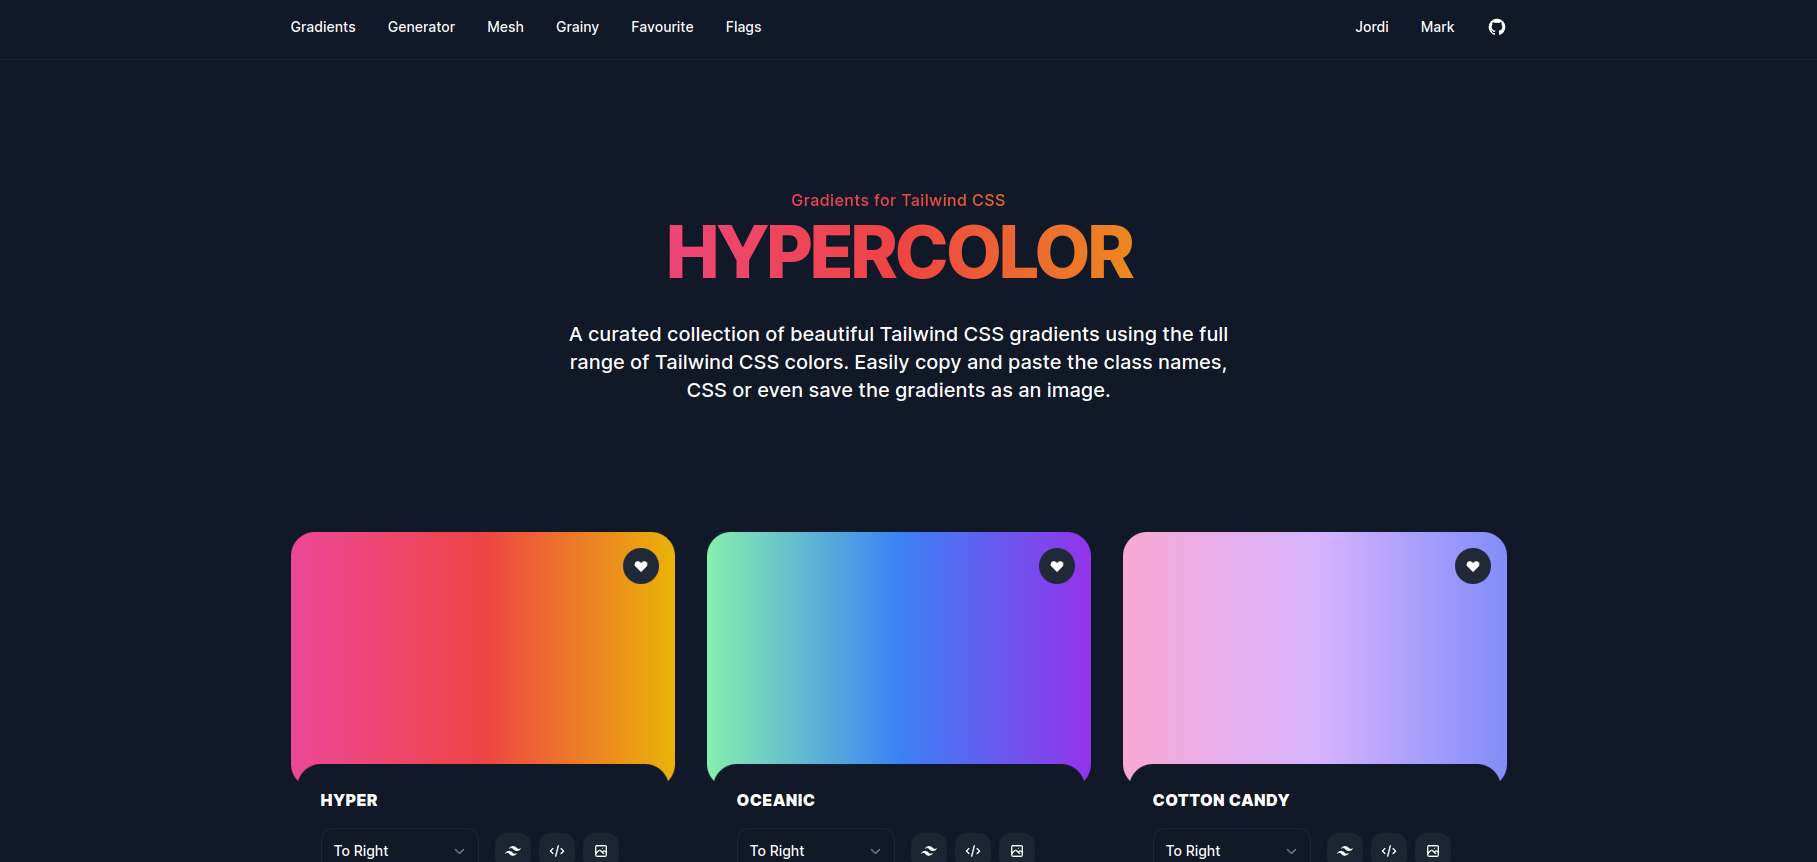 Gradients Generator Mesh Grainy Favourite Flags Jordi Mark
Gradients for Tailwind CSS
HYPERCOLOR
A curated collection of beautiful Tailwind CSS gradients using the full
range of Tailwind CSS colors. Easily copy and paste the class names,
CSS or even save the gradients as an image.
HYPER OCEANIC COTTON CANDY
To Right To Right To Right